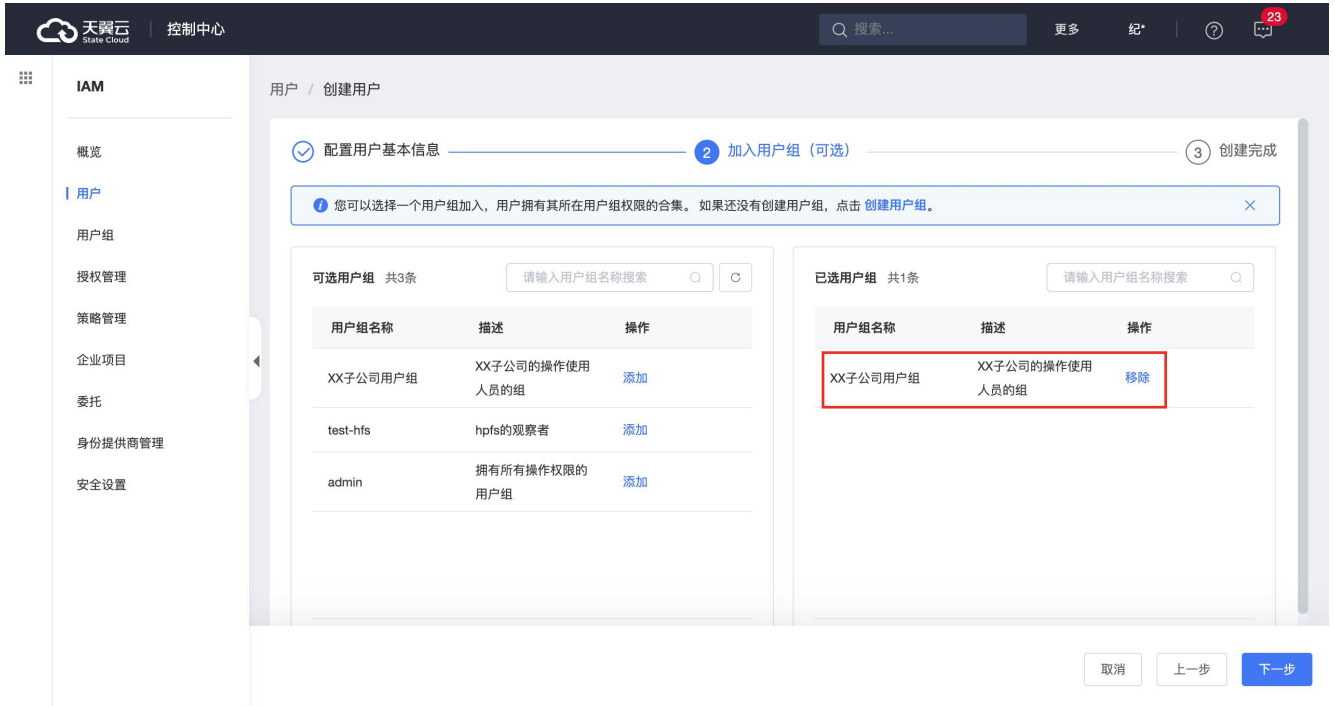 天翼云 控制中心 搜索... 更多 纪* 23
State Cloud
IAM
概览
用户
用户组
授权管理
策略管理
企业项目
委托
身份提供商管理
安全设置
用户 / 创建用户
配置用户基本信息 2 加入用户组（可选） 3 创建完成
您可以选择一个用户组加入，用户拥有其所在用户组权限的合集。 如果还没有创建用户组，点击 创建用户组。
可选用户组 共3条 请输入用户组名称搜索
用户组名称 描述 操作
XX子公司用户组 XX子公司的操作使用 添加
人员的组
test-hfs hpfs的观察者 添加
admin 拥有所有操作权限的 添加
用户组
已选用户组 共1条 请输入用户组名称搜索
用户组名称 描述 操作
XX子公司用户组 XX子公司的操作使用 移除
人员的组
取消 上一步 下一步